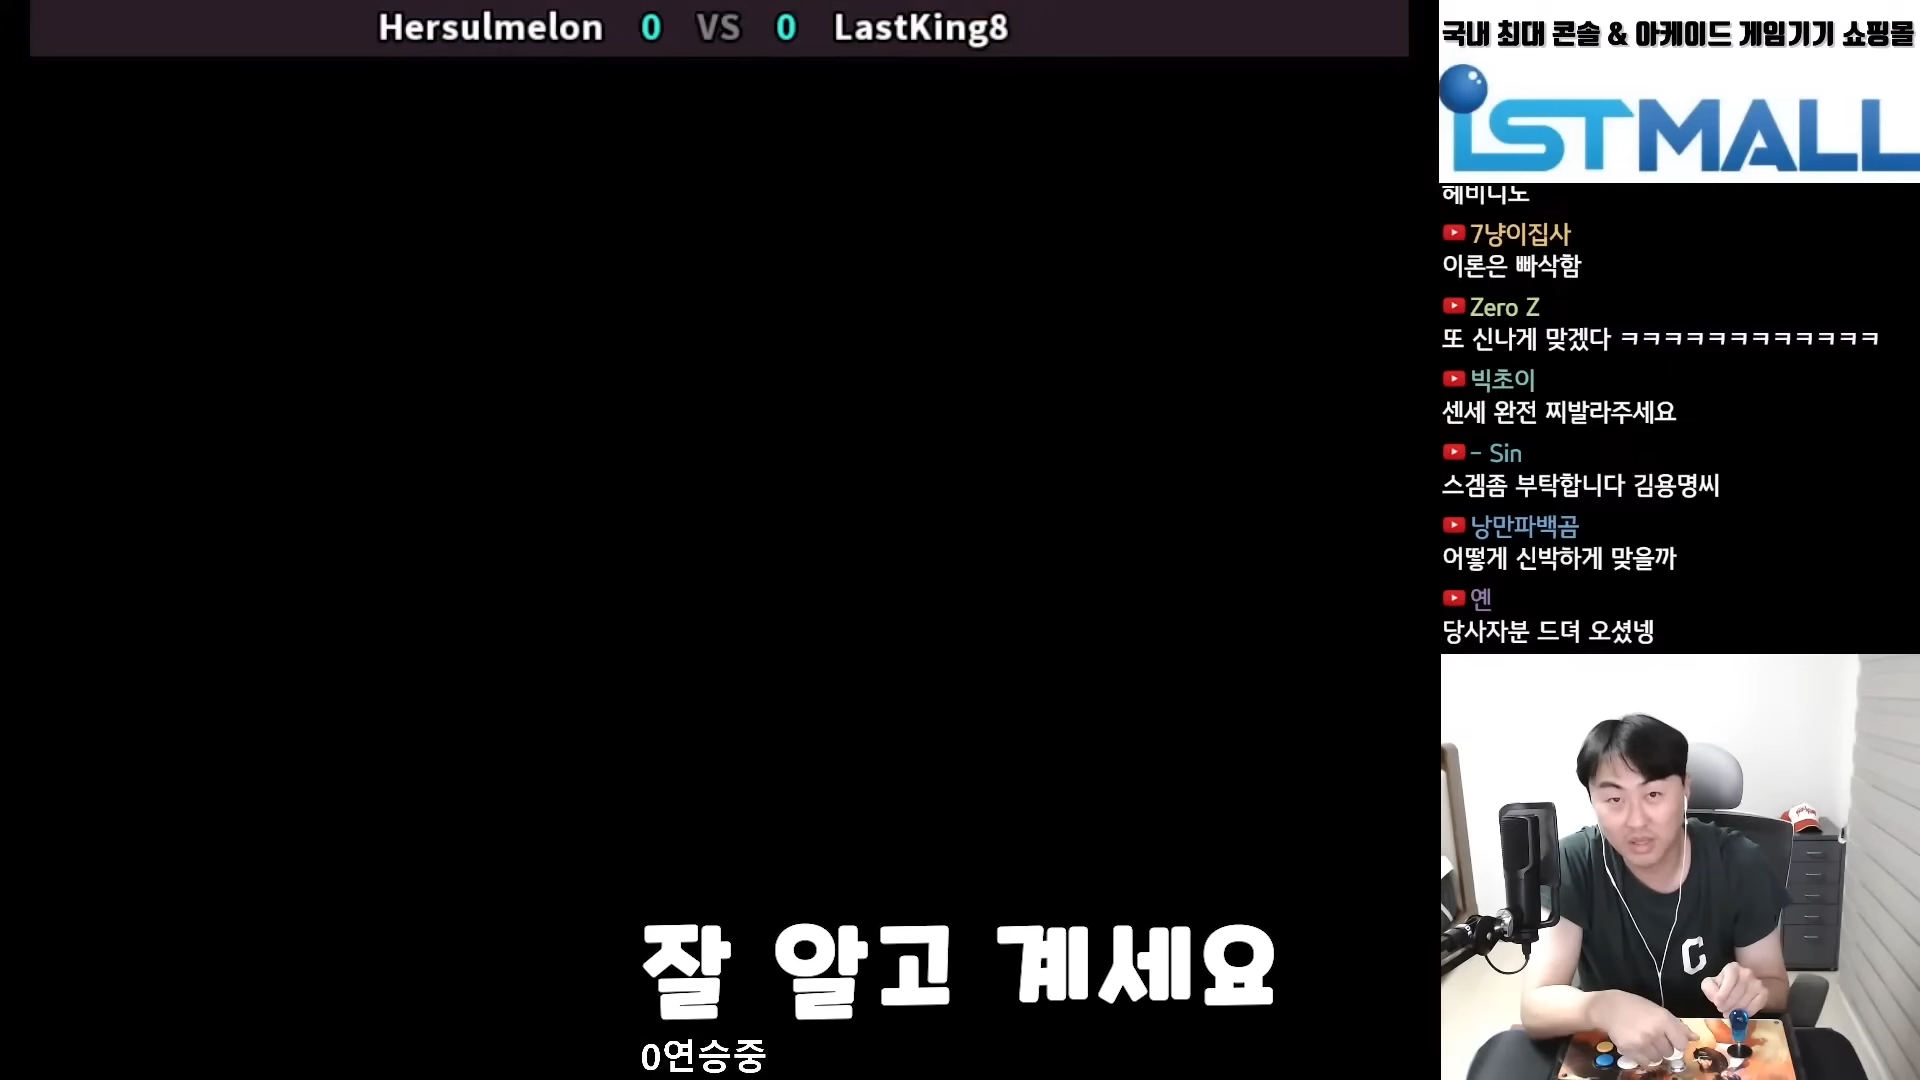 Hersulmelon 0 VS 0 LastKing8
국내 최대 콘솔 & 아케이드 게임기기 쇼핑몰
iSTMALL
헤비니노
7냥이집사
이론은 빠삭함
Zero Z
또 신나게 맞겠다 ㅋㅋㅋㅋㅋㅋㅋㅋㅋㅋㅋㅋ
빅초이
센세 완전 찌발라주세요
- Sin
스겜좀 부탁합니다 김용명씨
낭만파백곰
어떻게 신박하게 맞을까
옌
당사자분 드뎌 오셨넹
잘 알고 계세요
0연승중
C